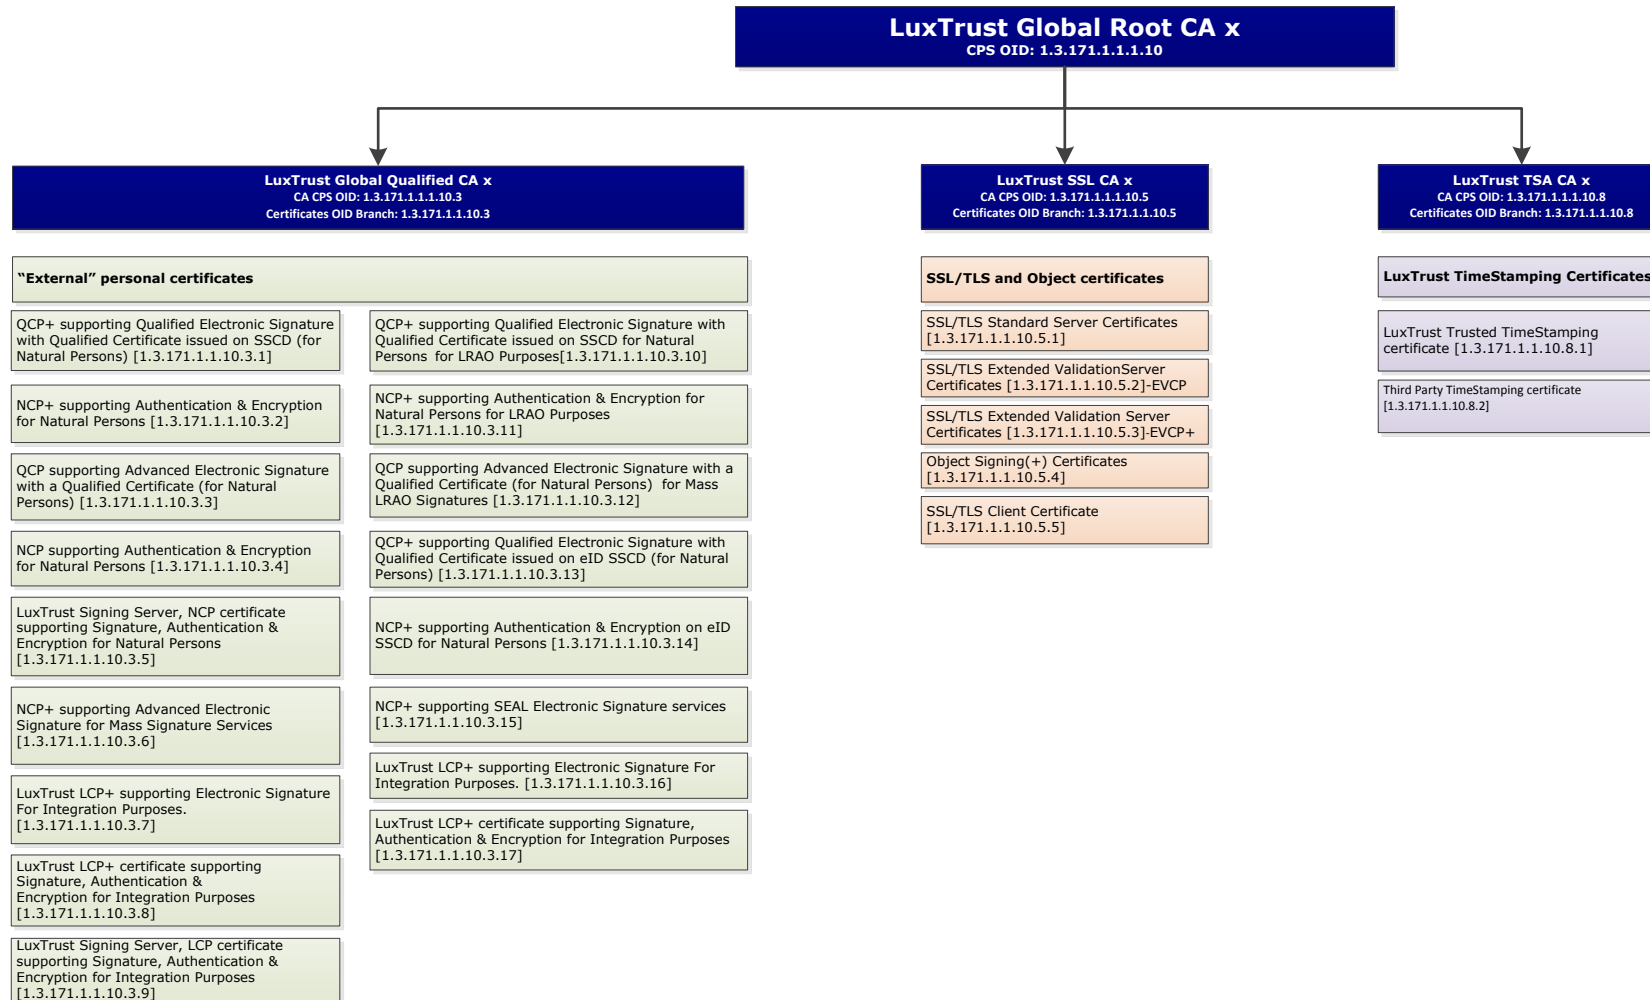 LuxTrust Global Root CA x
CPS OID: 1.3.171.1.1.1.10
LuxTrust Global Qualified CA x
CA CPS OID: 1.3.171.1.1.1.10.3
Certificates OID Branch: 1.3.171.1.1.10.3
LuxTrust SSL CA x
CA CPS OID: 1.3.171.1.1.1.10.5
Certificates OID Branch: 1.3.171.1.1.10.5
LuxTrust TSA CA x
CA CPS OID: 1.3.171.1.1.1.10.8
Certificates OID Branch: 1.3.171.1.1.10.8
“External” personal certificates
QCP+ supporting Qualified Electronic Signature
with Qualified Certificate issued on SSCD (for
Natural Persons) [1.3.171.1.1.10.3.1]
NCP+ supporting Authentication & Encryption
for Natural Persons [1.3.171.1.1.10.3.2]
QCP supporting Advanced Electronic Signature
with a Qualified Certificate (for Natural
Persons) [1.3.171.1.1.10.3.3]
NCP supporting Authentication & Encryption
for Natural Persons [1.3.171.1.1.10.3.4]
LuxTrust Signing Server, NCP certificate
supporting Signature, Authentication &
Encryption for Natural Persons
[1.3.171.1.1.10.3.5]
NCP+ supporting Advanced Electronic
Signature for Mass Signature Services
[1.3.171.1.1.10.3.6]
LuxTrust LCP+ supporting Electronic Signature
For Integration Purposes.
[1.3.171.1.1.10.3.7]
LuxTrust LCP+ certificate supporting
Signature, Authentication &
Encryption for Integration Purposes
[1.3.171.1.1.10.3.8]
LuxTrust Signing Server, LCP certificate
supporting Signature, Authentication &
Encryption for Integration Purposes
[1.3.171.1.1.10.3.9]
QCP+ supporting Qualified Electronic Signature with
Qualified Certificate issued on SSCD for Natural
Persons for LRAO Purposes[1.3.171.1.1.10.3.10]
NCP+ supporting Authentication & Encryption for
Natural Persons for LRAO Purposes
[1.3.171.1.1.10.3.11]
QCP supporting Advanced Electronic Signature with a
Qualified Certificate (for Natural Persons) for Mass
LRAO Signatures [1.3.171.1.1.10.3.12]
QCP+ supporting Qualified Electronic Signature with
Qualified Certificate issued on eID SSCD (for Natural
Persons) [1.3.171.1.1.10.3.13]
NCP+ supporting Authentication & Encryption on eID
SSCD for Natural Persons [1.3.171.1.1.10.3.14]
NCP+ supporting SEAL Electronic Signature services
[1.3.171.1.1.10.3.15]
LuxTrust LCP+ supporting Electronic Signature For
Integration Purposes. [1.3.171.1.1.10.3.16]
LuxTrust LCP+ certificate supporting Signature,
Authentication & Encryption for Integration Purposes
[1.3.171.1.1.10.3.17]
SSL/TLS and Object certificates
SSL/TLS Standard Server Certificates
[1.3.171.1.1.10.5.1]
SSL/TLS Extended ValidationServer
Certificates [1.3.171.1.1.10.5.2]-EVCP
SSL/TLS Extended Validation Server
Certificates [1.3.171.1.1.10.5.3]-EVCP+
Object Signing(+) Certificates
[1.3.171.1.1.10.5.4]
SSL/TLS Client Certificate
[1.3.171.1.1.10.5.5]
LuxTrust TimeStamping Certificates
LuxTrust Trusted TimeStamping
certificate [1.3.171.1.1.10.8.1]
Third Party TimeStamping certificate
[1.3.171.1.1.10.8.2]